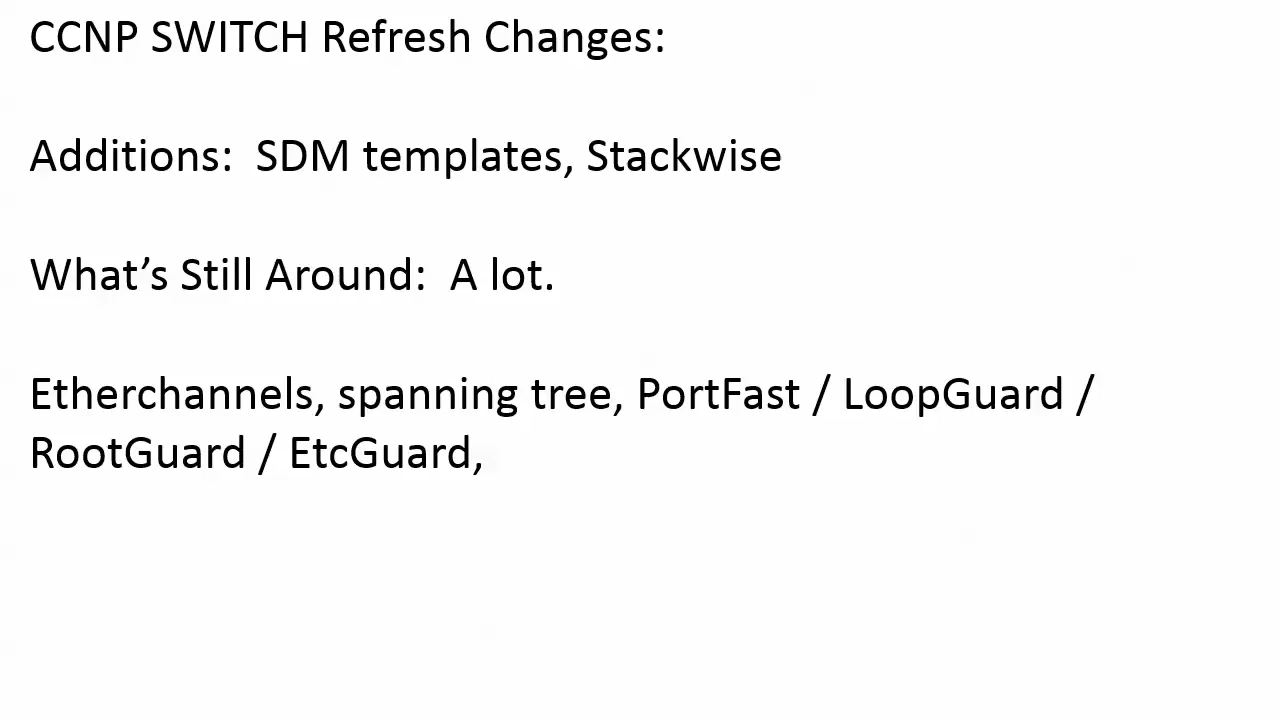 CCNP SWITCH Refresh Changes:
Additions:  SDM templates, Stackwise
What’s Still Around:  A lot.
Etherchannels, spanning tree, PortFast / LoopGuard /
RootGuard / EtcGuard,